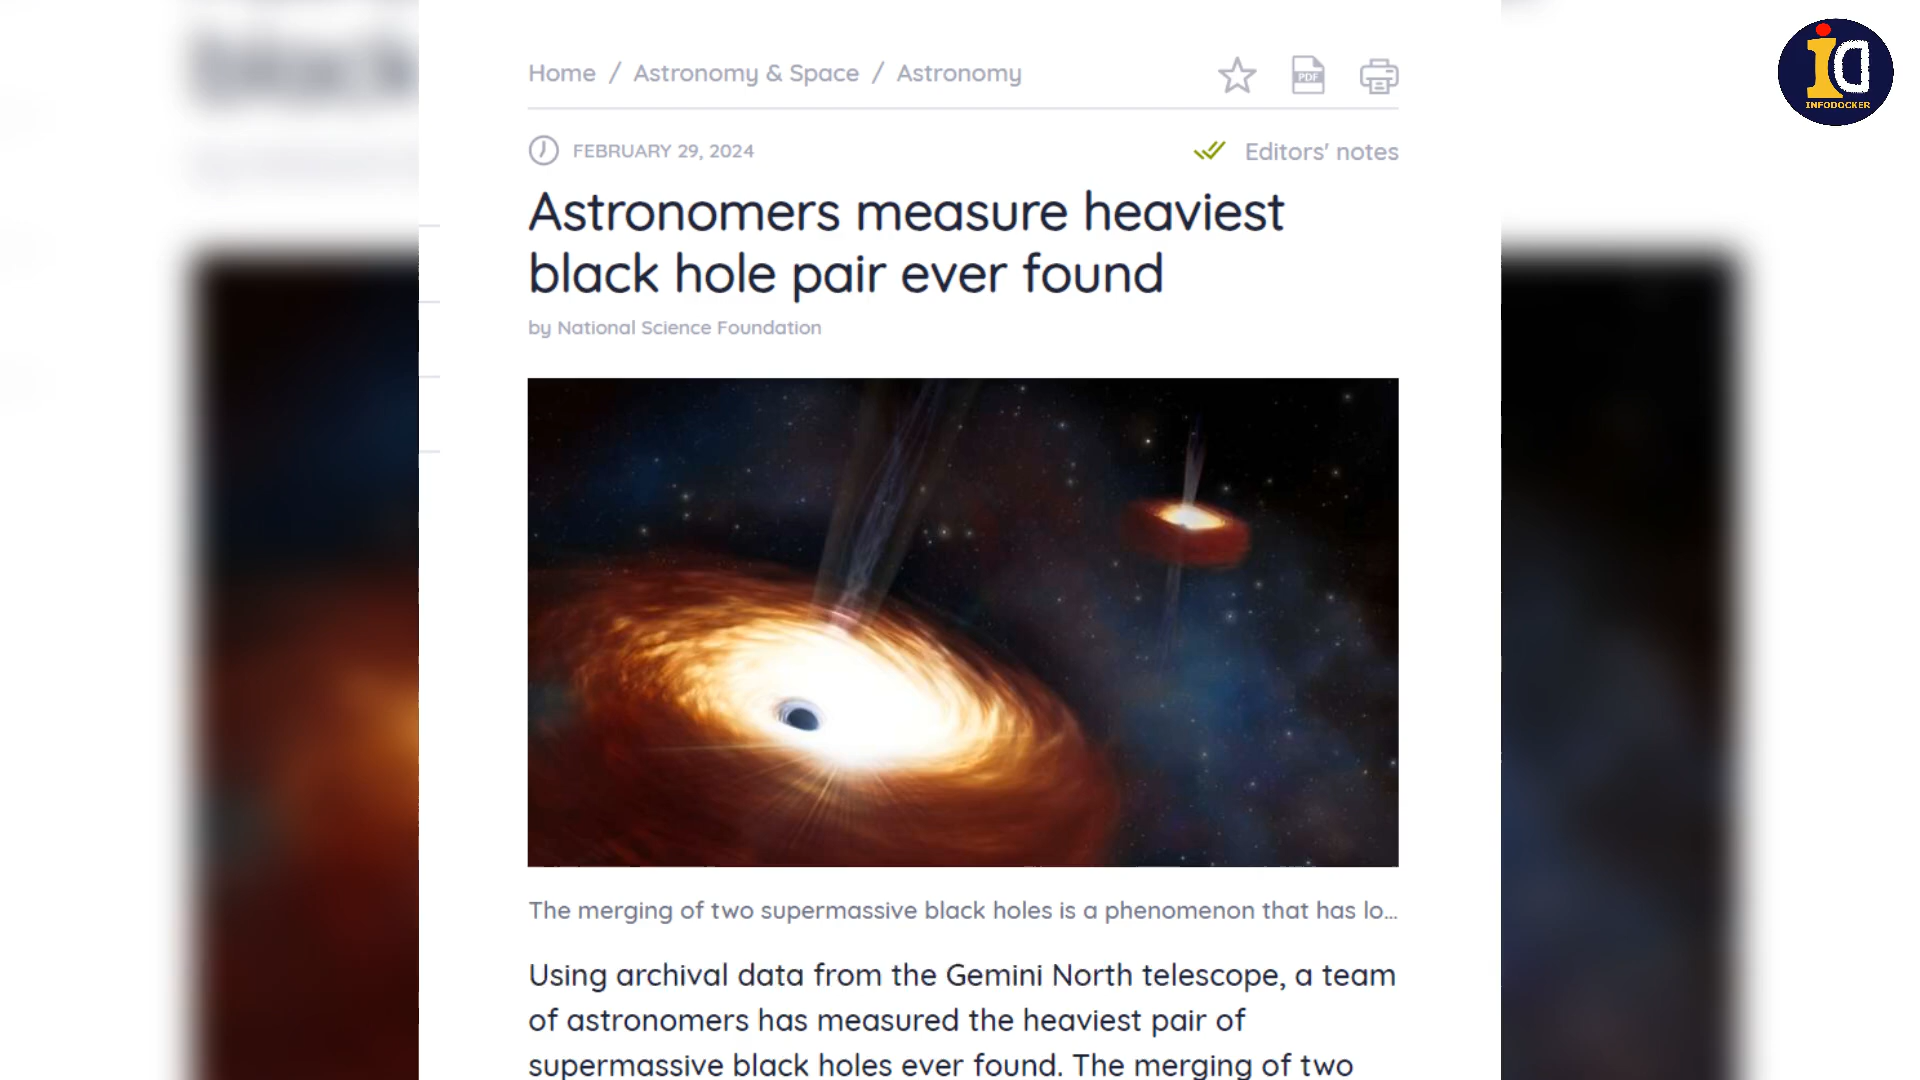 Home / Astronomy & Space / Astronomy
PDF
iD
INFODOCKER
FEBRUARY 29, 2024
Editors' notes
Astronomers measure heaviest
black hole pair ever found
by National Science Foundation
The merging of two supermassive black holes is a phenomenon that has lo...
Using archival data from the Gemini North telescope, a team
of astronomers has measured the heaviest pair of
supermassive black holes ever found. The merging of two